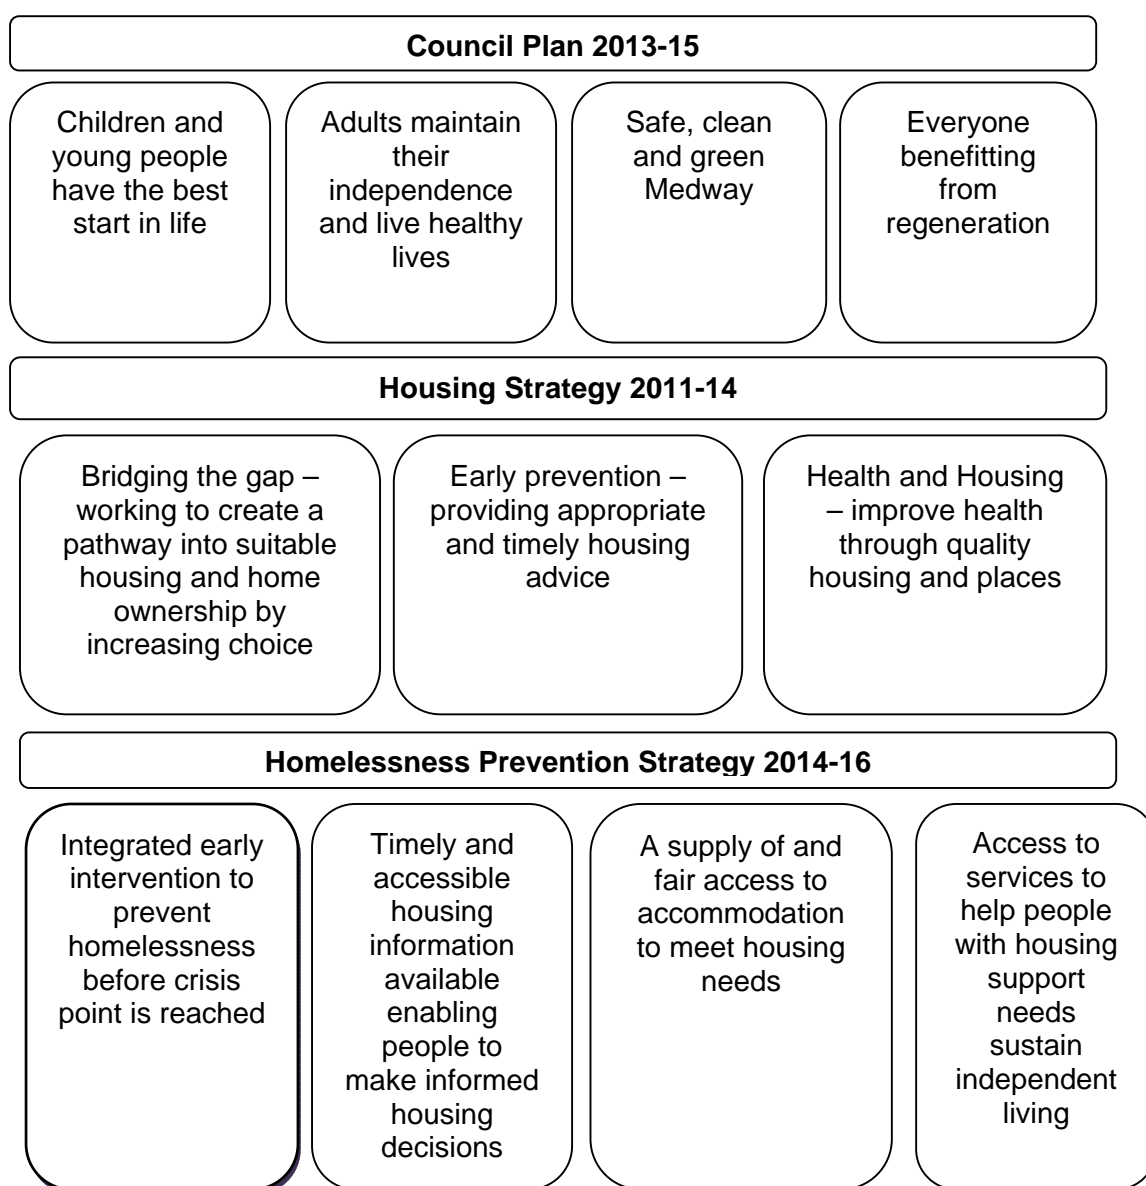 Council Plan 2013-15
Children and
young people
have the best
start in life
Adults maintain
their
independence
and live healthy
lives
Safe, clean
and green
Medway
Everyone
benefitting
from
regeneration
Housing Strategy 2011-14
Bridging the gap –
working to create a
pathway into suitable
housing and home
ownership by
increasing choice
Early prevention –
providing appropriate
and timely housing
advice
Health and Housing
– improve health
through quality
housing and places
Homelessness Prevention Strategy 2014-16
Integrated early
intervention to
prevent
homelessness
before crisis
point is reached
Timely and
accessible
housing
information
available
enabling
people to
make informed
housing
decisions
A supply of and
fair access to
accommodation
to meet housing
needs
Access to
services to
help people
with housing
support
needs
sustain
independent
living